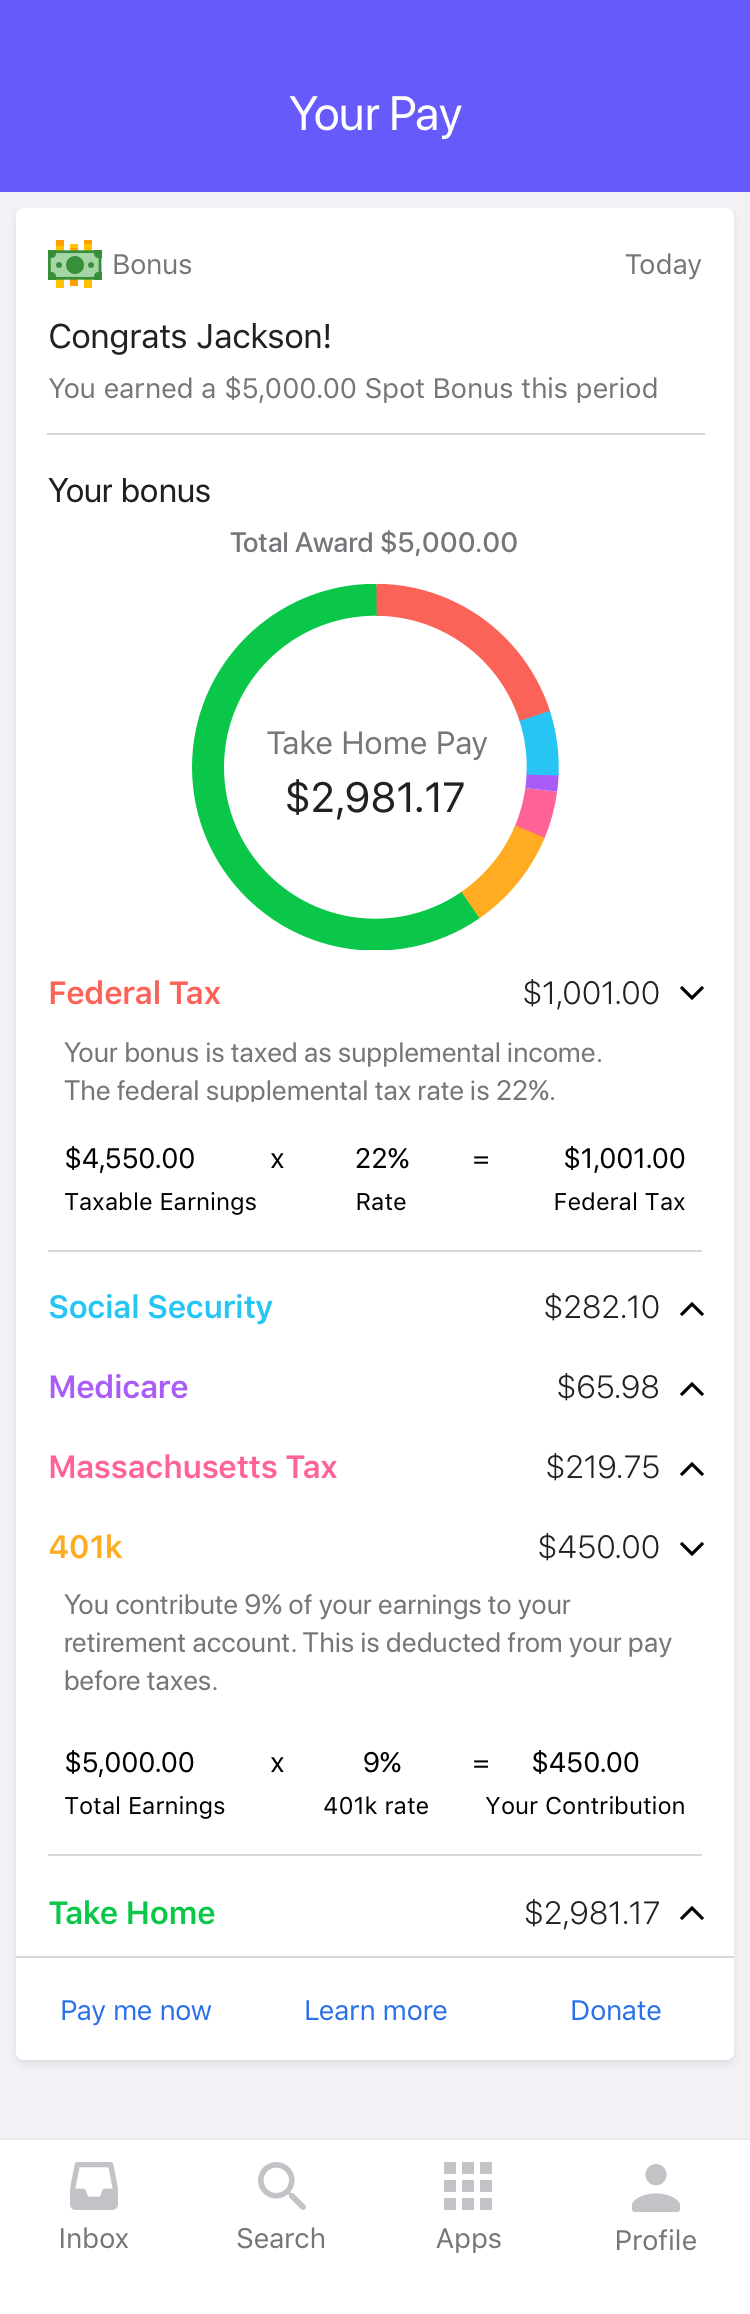 Your Pay
Bonus Today
Congrats Jackson!
You earned a $5,000.00 Spot Bonus this period
Your bonus
Total Award $5,000.00
Take Home Pay
$2,981.17
Federal Tax $1,001.00
Your bonus is taxed as supplemental income.
The federal supplemental tax rate is 22%.
$4,550.00 x 22% = $1,001.00
Taxable Earnings Rate Federal Tax
Social Security $282.10
Medicare $65.98
Massachusetts Tax $219.75
401k $450.00
You contribute 9% of your earnings to your
retirement account. This is deducted from your pay
before taxes.
$5,000.00 x 9% = $450.00
Total Earnings 401k rate Your Contribution
Take Home $2,981.17
Pay me now Learn more Donate
Inbox Search Apps Profile